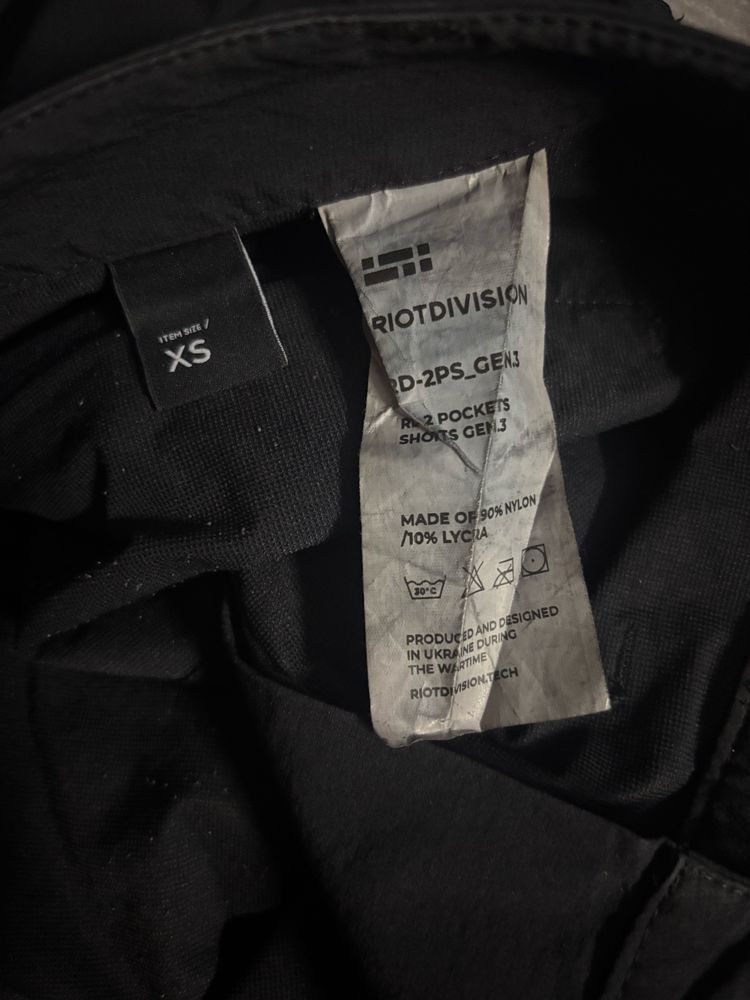 ITEM SIZE /
XS
RIOTDIVISION
RD-2PS_GEN.3
RD 2 POCKETS
SHORTS GEN.3
MADE OF 90% NYLON
/10% LYCRA
30°C
PRODUCED AND DESIGNED
IN UKRAINE DURING
THE WARTIME
RIOTDIVISION.TECH